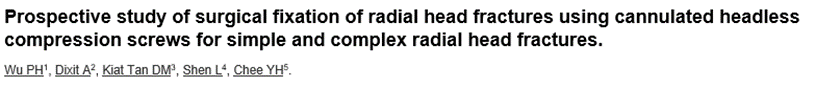 Prospective study of surgical fixation of radial head fractures using cannulated headless
compression screws for simple and complex radial head fractures.
Wu PH¹, Dixit A², Kiat Tan DM³, Shen L⁴, Chee YH⁵.